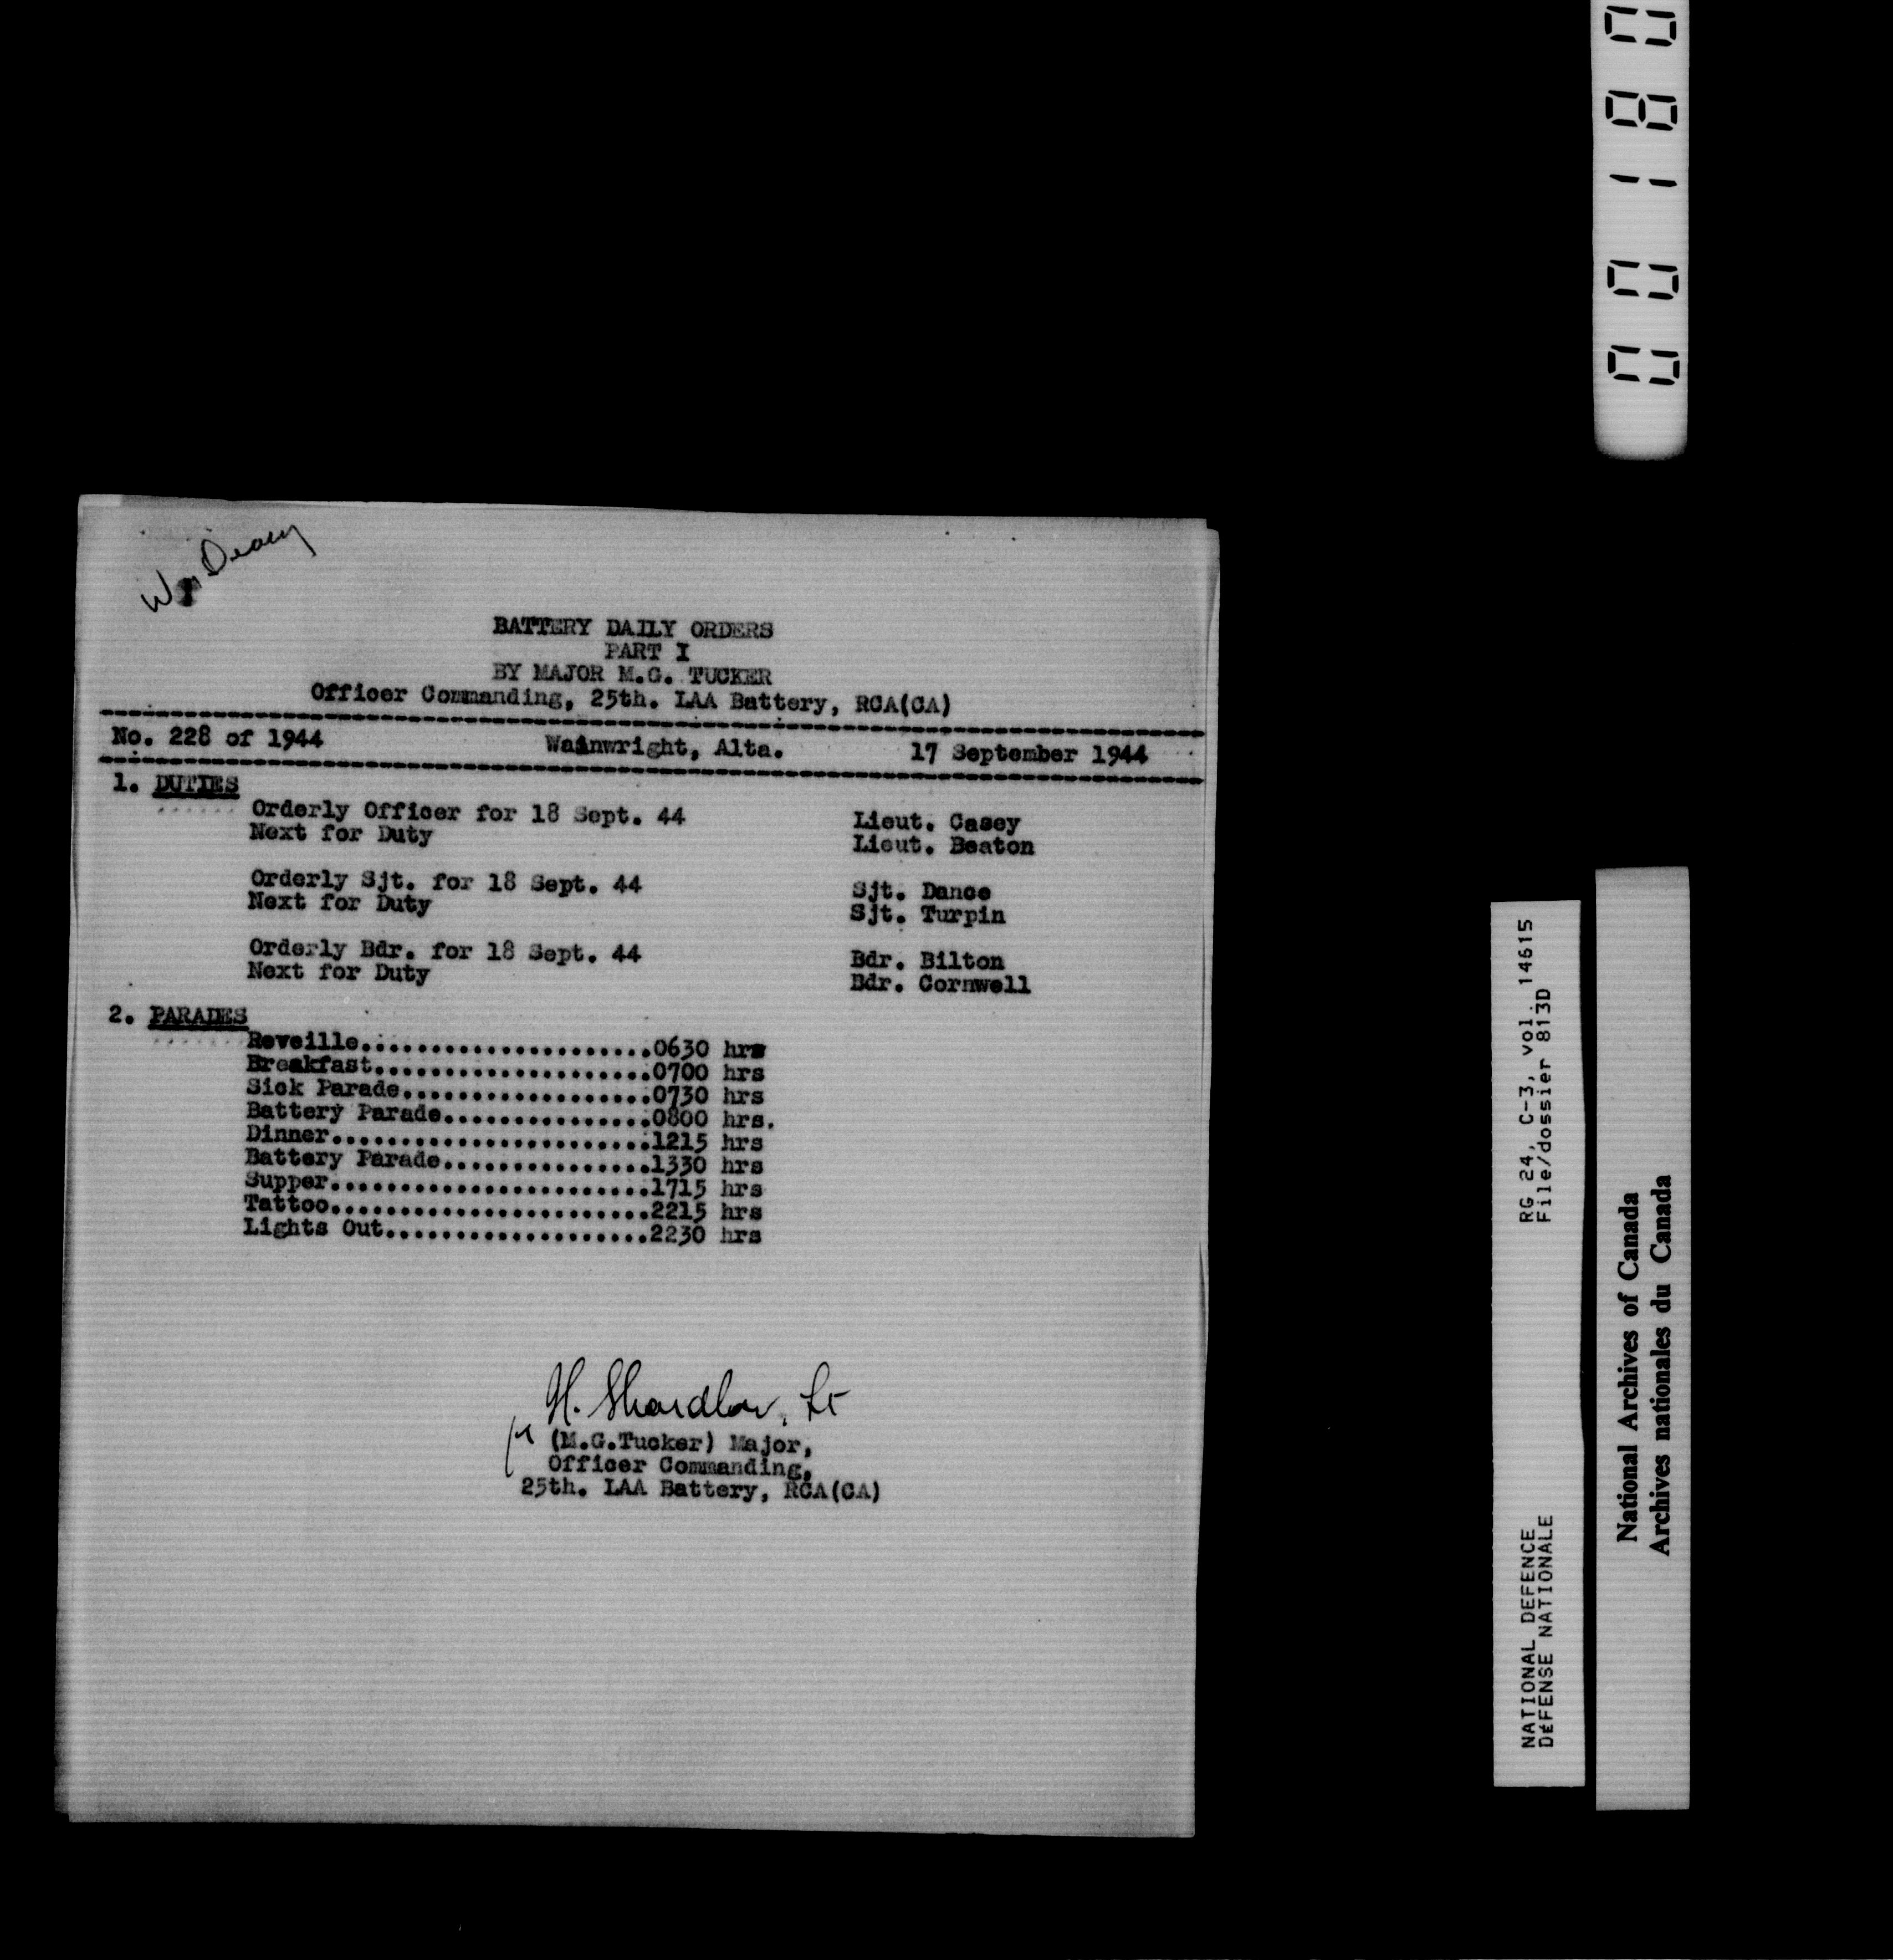 War Diary
BATTERY DAILY ORDERS
PART I
BY MAJOR M.G. TUCKER
Officer Commanding, 25th. LAA Battery, RCA(CA)
No. 228 of 1944 Wainwright, Alta. 17 September 1944
1. DUTIES
Orderly Officer for 18 Sept. 44 Lieut. Casey
Next for Duty Lieut. Beaton
Orderly Sjt. for 18 Sept. 44 Sjt. Dance
Next for Duty Sjt. Turpin
Orderly Bdr. for 18 Sept. 44 Bdr. Bilton
Next for Duty Bdr. Cornwell
2. PARADES
Reveille.....................0630 hrs
Breakfast....................0700 hrs
Sick Parade..................0730 hrs
Battery Parade...............0800 hrs.
Dinner.......................1215 hrs
Battery Parade...............1330 hrs
Supper.......................1715 hrs
Tattoo.......................2215 hrs
Lights Out...................2230 hrs
H. Shardlow, Lt
(M.G.Tucker) Major,
Officer Commanding,
25th. LAA Battery, RCA(CA)
RG 24, C-3, vol. 14615
File/dossier 813D
NATIONAL DEFENCE
DÉFENSE NATIONALE
National Archives of Canada
Archives nationales du Canada